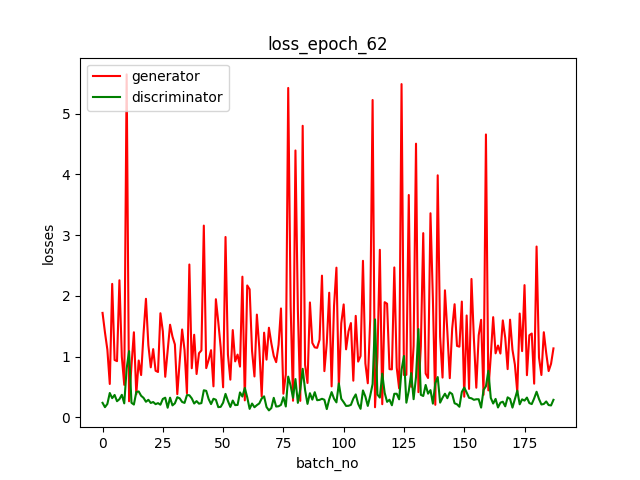 loss_epoch_62
generator
discriminator
losses
5
4
3
2
1
0
0 25 50 75 100 125 150 175
batch_no